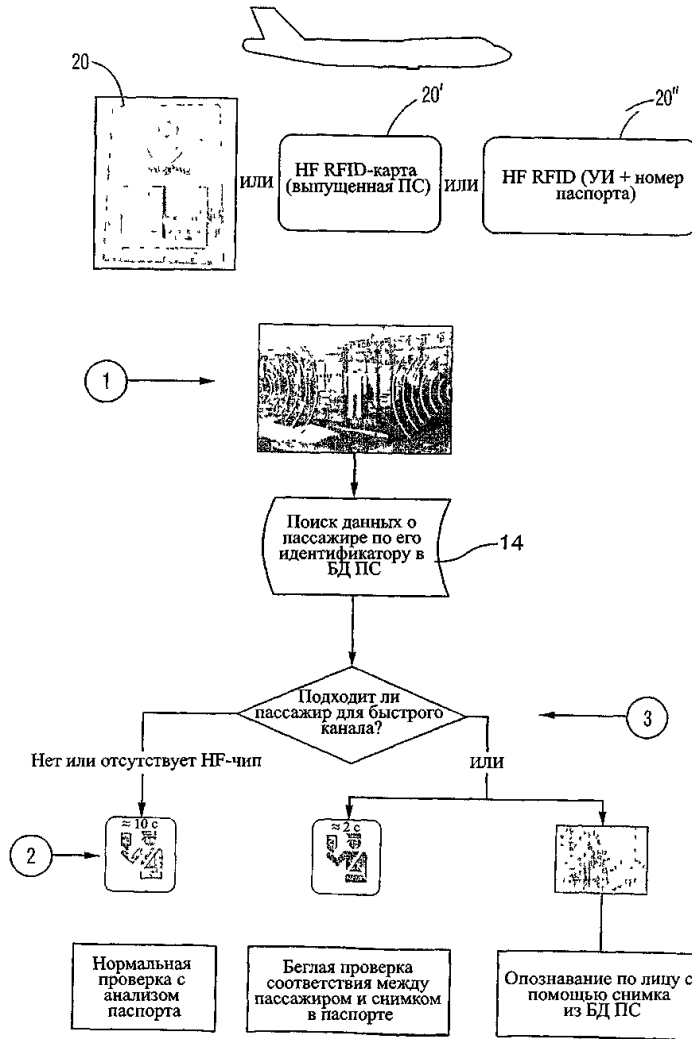 20
20'
20"
ИЛИ
HF RFID-карта
(выпущенная ПС)
ИЛИ
HF RFID (УИ + номер
паспорта)
1
Поиск данных о
пассажире по его
идентификатору в
БД ПС
14
Подходит ли
пассажир для быстрого
канала?
3
Нет или отсутствует HF-чип
ИЛИ
≈ 10 с
≈ 2 с
2
Нормальная
проверка с
анализом
паспорта
Беглая проверка
соответствия между
пассажиром и снимком
в паспорте
Опознавание по лицу с
помощью снимка
из БД ПС